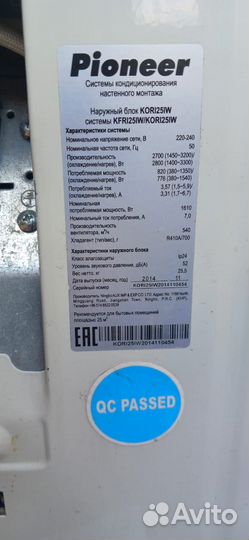 Pioneer
Системы кондиционирования
настенного монтажа
Наружный блок KORI25IW
системы KFRI25IW/KORI25IW
Характеристики системы
Номинальное напряжение сети, В 220-240
Номинальная частота сети, Гц 50
Производительность 2700 (1450~3200)/
(охлаждение/нагрев), Вт 2800 (1400~3300)
Потребляемая мощность 820 (380~1350)/
(охлаждение/нагрев), Вт 778 (380~1540)
Потребляемый ток 3,57 (1,5~5,9)/
(охлаждение/нагрев), А 3,31 (1,7~6,7)
Номинальная
потребляемая мощность, Вт 1610
Номинальный ток, А 7,0
Производительность
вентилятора, м³/ч 540
Хладагент (тип/вес), г R410A/700
Характеристики наружного блока
Класс влагозащиты ip24
Уровень звукового давления, дБ(А) 52
Вес нетто, кг 25,5
Дата выпуска (месяц, год) 2014 11
Серийный номер KORI25IW2014110454
Рекомендуется для бытовых помещений
площадью 25 м²
EAC
KORI25IW2014110454
QC PASSED
Avito